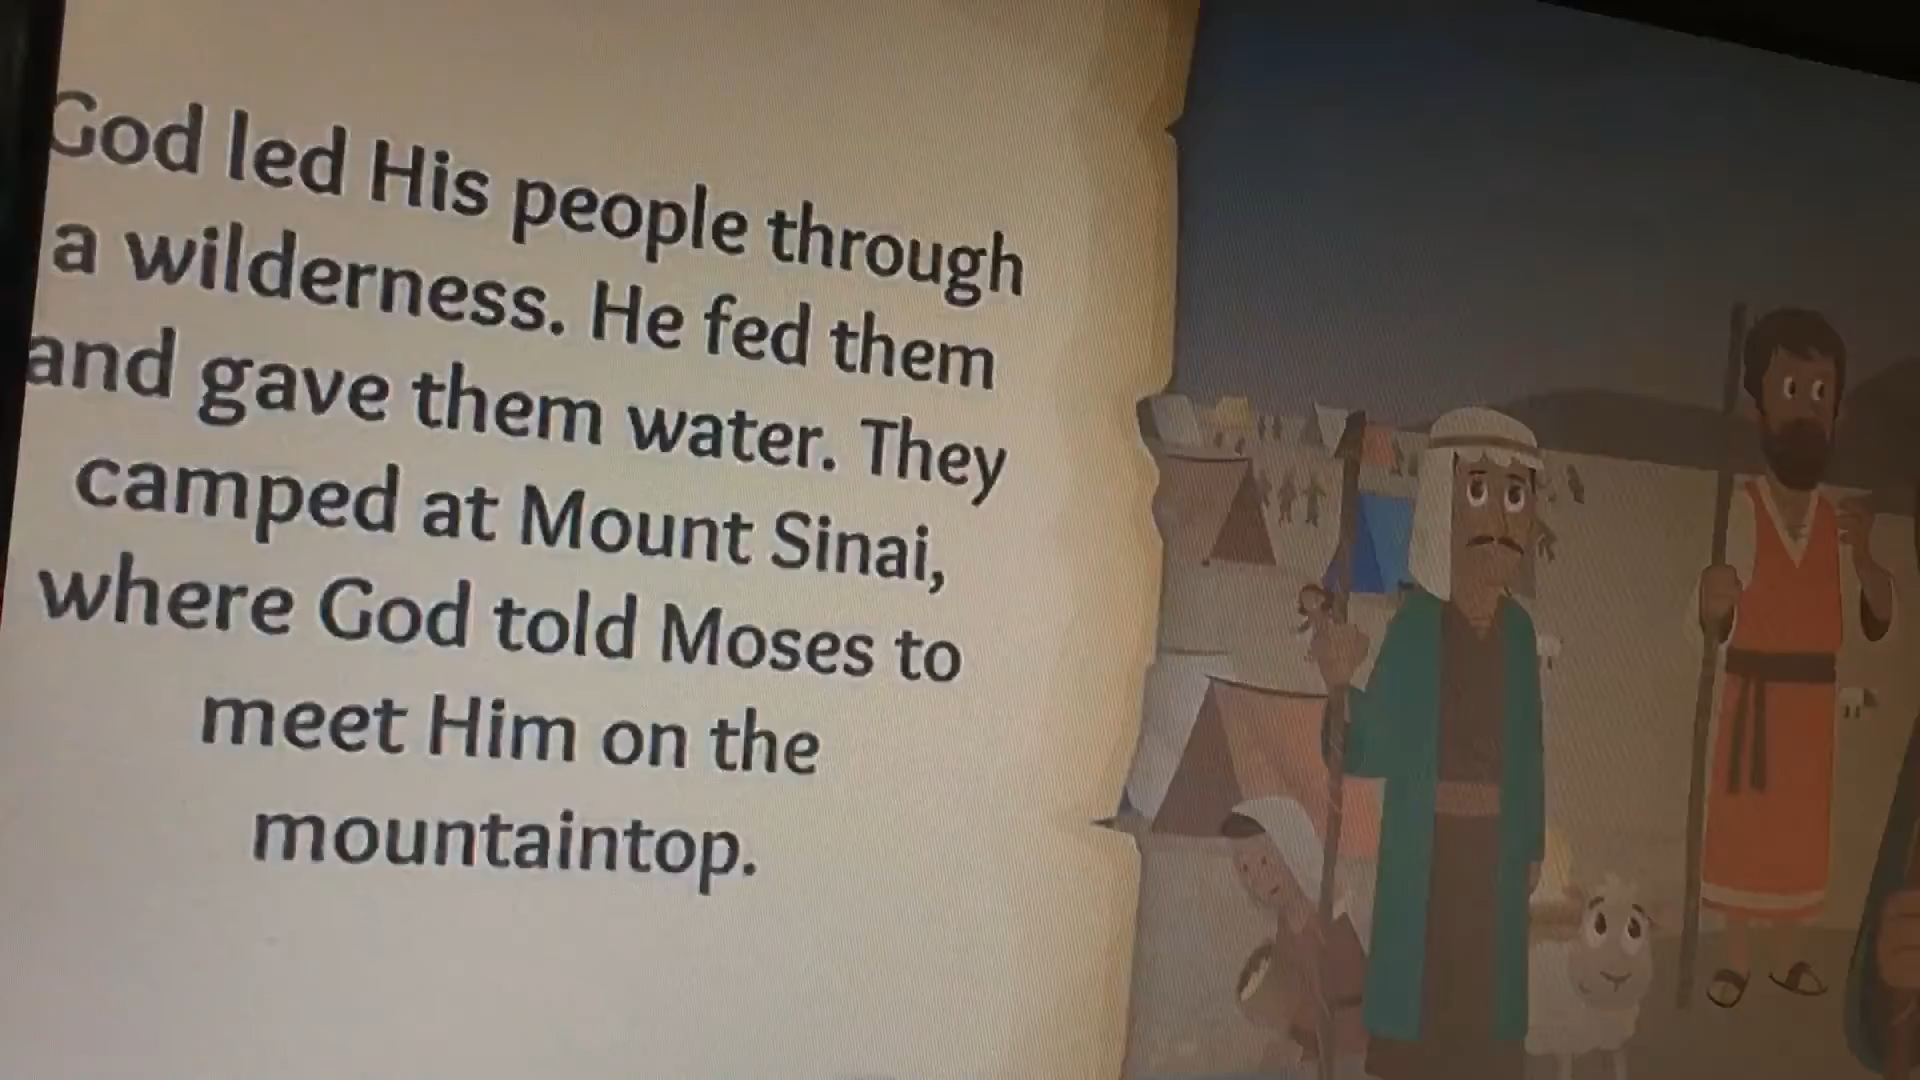 God led His people through
a wilderness. He fed them
and gave them water. They
camped at Mount Sinai,
where God told Moses to
meet Him on the
mountaintop.